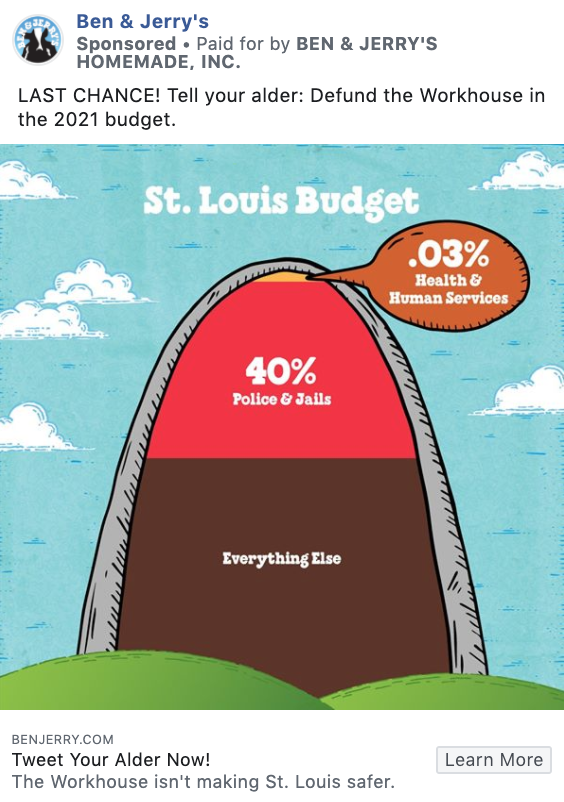 Ben & Jerry's
Sponsored • Paid for by BEN & JERRY'S
HOMEMADE, INC.
LAST CHANCE! Tell your alder: Defund the Workhouse in
the 2021 budget.
St. Louis Budget
.03%
Health &
Human Services
40%
Police & Jails
Everything Else
BENJERRY.COM
Tweet Your Alder Now!
Learn More
The Workhouse isn't making St. Louis safer.